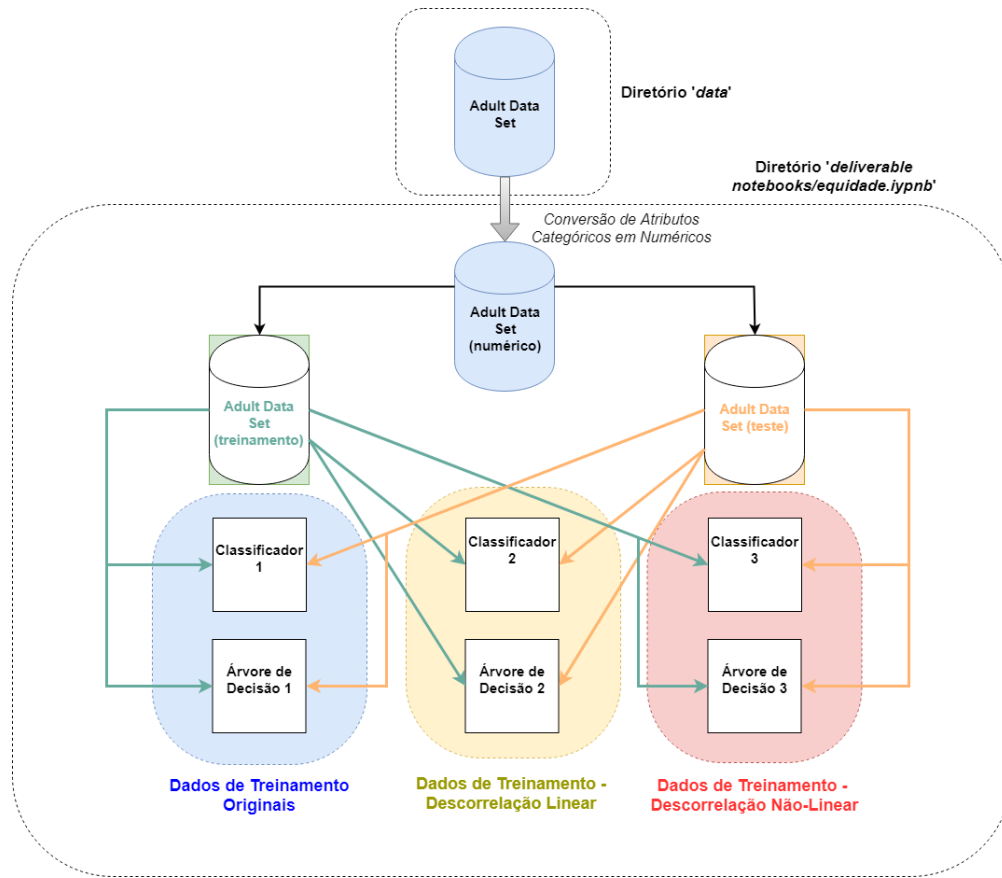 Adult Data
Set
Diretório 'data'
Diretório 'deliverable
notebooks/equidade.iypnb'
Conversão de Atributos
Categóricos em Numéricos
Adult Data
Set
(numérico)
Adult Data
Set
(treinamento)
Adult Data
Set (teste)
Classificador
1
Classificador
2
Classificador
3
Árvore de
Decisão 1
Árvore de
Decisão 2
Árvore de
Decisão 3
Dados de Treinamento
Originais
Dados de Treinamento -
Descorrelação Linear
Dados de Treinamento -
Descorrelação Não-Linear